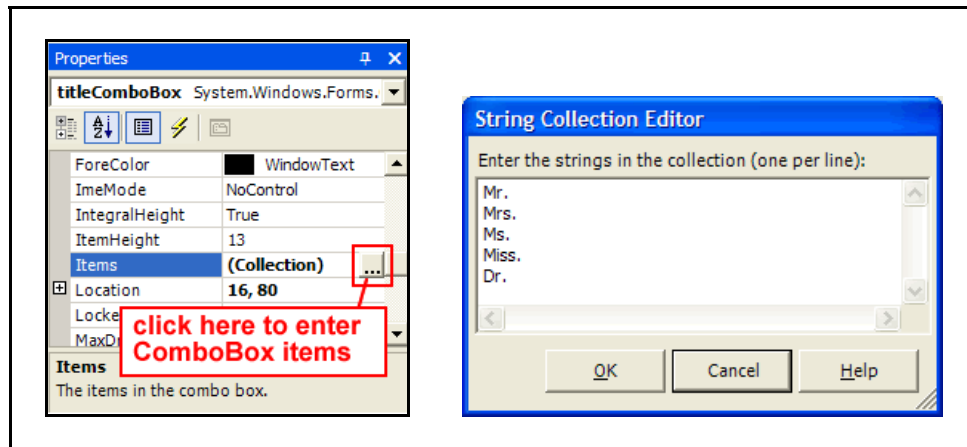 Properties
titleComboBox System.Windows.Forms.
ForeColor WindowText
ImeMode NoControl
IntegralHeight True
ItemHeight 13
Items (Collection) ...
Location 16, 80
Locke
MaxD
click here to enter
ComboBox items
Items
The items in the combo box.
String Collection Editor
Enter the strings in the collection (one per line):
Mr.
Mrs.
Ms.
Miss.
Dr.
OK Cancel Help